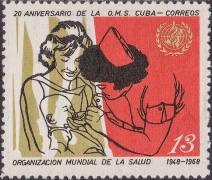 20 ANIVERSARIO DE LA O.M.S. CUBA-CORREOS
13
ORGANIZACION MUNDIAL DE LA SALUD 1948-1968